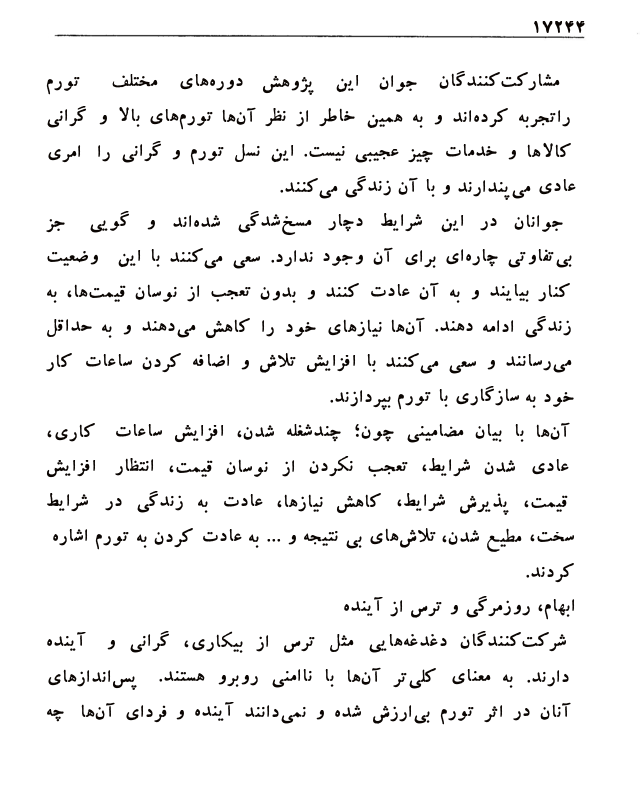 ۱۷۲۴۴
مشارکت‌کنندگان جوان این پژوهش دوره‌های مختلف تورم
راتجربه کرده‌اند و به همین خاطر از نظر آن‌ها تورم‌های بالا و گرانی
کالاها و خدمات چیز عجیبی نیست. این نسل تورم و گرانی را امری
عادی می‌پندارند و با آن زندگی می‌کنند.
جوانان در این شرایط دچار مسخ‌شدگی شده‌اند و گویی جز
بی‌تفاوتی چاره‌ای برای آن وجود ندارد. سعی می‌کنند با این وضعیت
کنار بیایند و به آن عادت کنند و بدون تعجب از نوسان قیمت‌ها، به
زندگی ادامه دهند. آن‌ها نیازهای خود را کاهش می‌دهند و به حداقل
می‌رسانند و سعی می‌کنند با افزایش تلاش و اضافه کردن ساعات کار
خود به سازگاری با تورم بپردازند.
آن‌ها با بیان مضامینی چون؛ چندشغله شدن، افزایش ساعات کاری،
عادی شدن شرایط، تعجب نکردن از نوسان قیمت، انتظار افزایش
قیمت، پذیرش شرایط، کاهش نیازها، عادت به زندگی در شرایط
سخت، مطیع شدن، تلاش‌های بی نتیجه و ... به عادت کردن به تورم اشاره
کردند.
ابهام، روزمرگی و ترس از آینده
شرکت‌کنندگان دغدغه‌هایی مثل ترس از بیکاری، گرانی و آینده
دارند. به معنای کلی‌تر آن‌ها با ناامنی روبرو هستند. پس‌اندازهای
آنان در اثر تورم بی‌ارزش شده و نمی‌دانند آینده و فردای آن‌ها چه